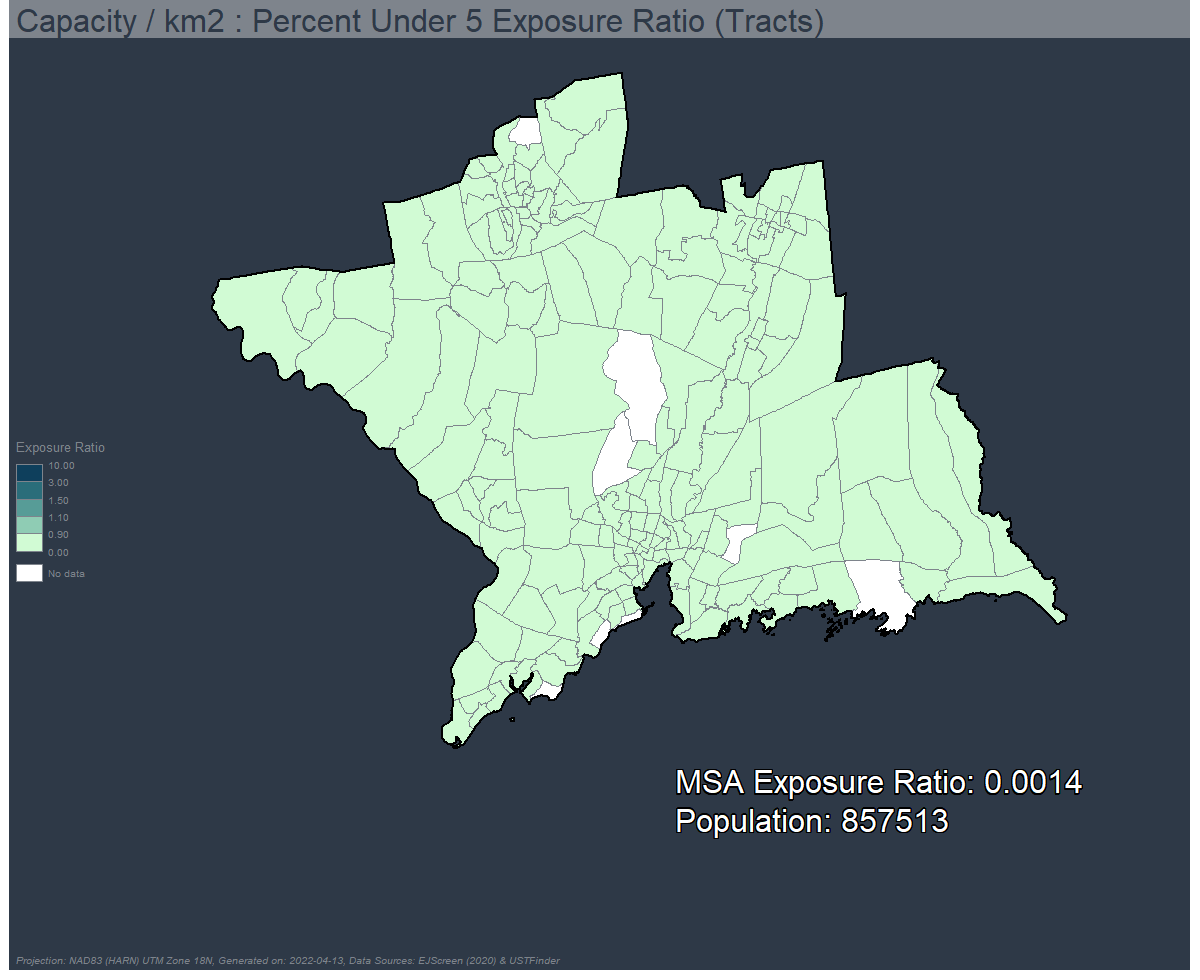 Capacity / km2 : Percent Under 5 Exposure Ratio (Tracts)
Exposure Ratio
10.00
3.00
1.50
1.10
0.90
0.00
No data
MSA Exposure Ratio: 0.0014
Population: 857513
Projection: NAD83 (HARN) UTM Zone 18N, Generated on: 2022-04-13, Data Sources: EJScreen (2020) & USTFinder